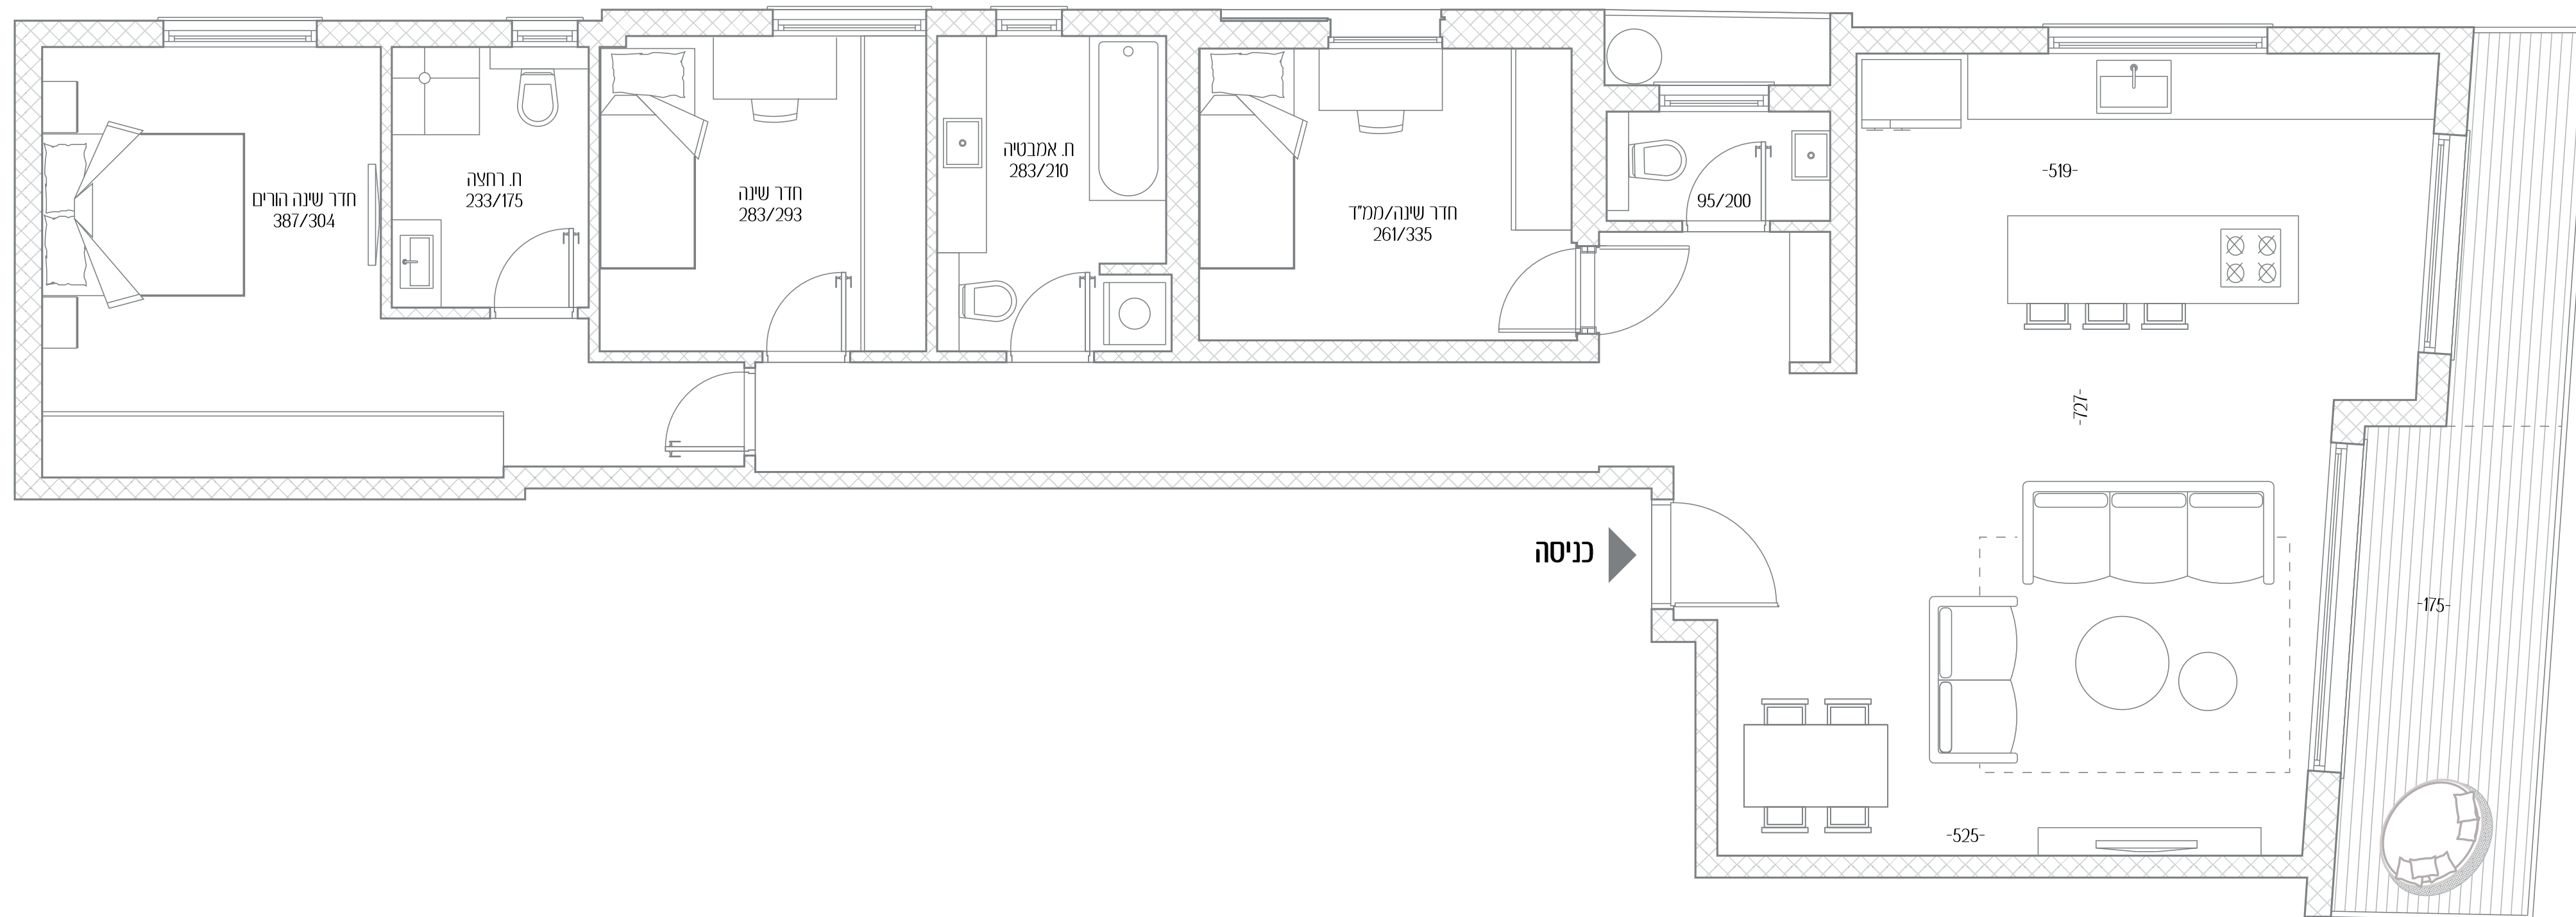 חדר שינה הורים
387/304
ח. רחצה
233/175
חדר שינה
283/293
ח. אמבטיה
283/210
חדר שינה/ממ"ד
261/335
95/200
-519-
-727-
כניסה
-175-
-525-